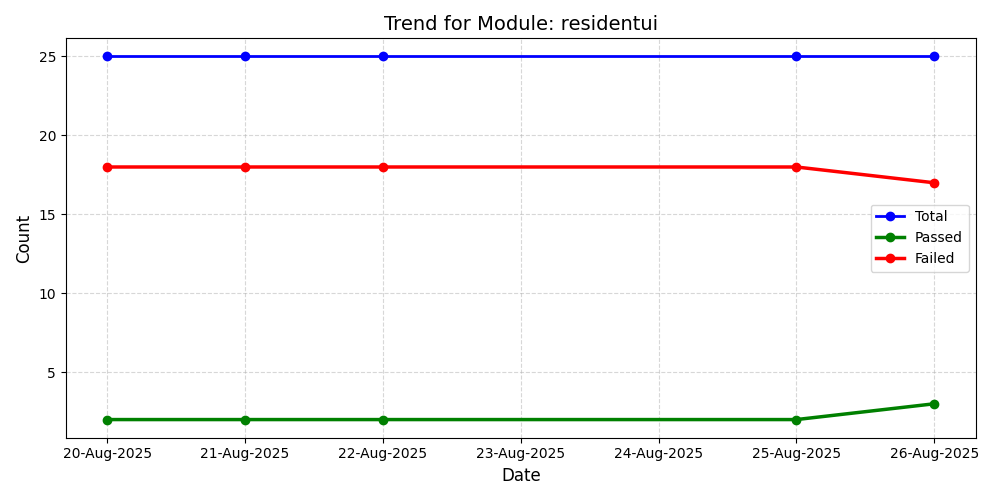 Trend for Module: residentui
Count
25
20
15
10
5
Total
Passed
Failed
20-Aug-2025 21-Aug-2025 22-Aug-2025 23-Aug-2025 24-Aug-2025 25-Aug-2025 26-Aug-2025
Date